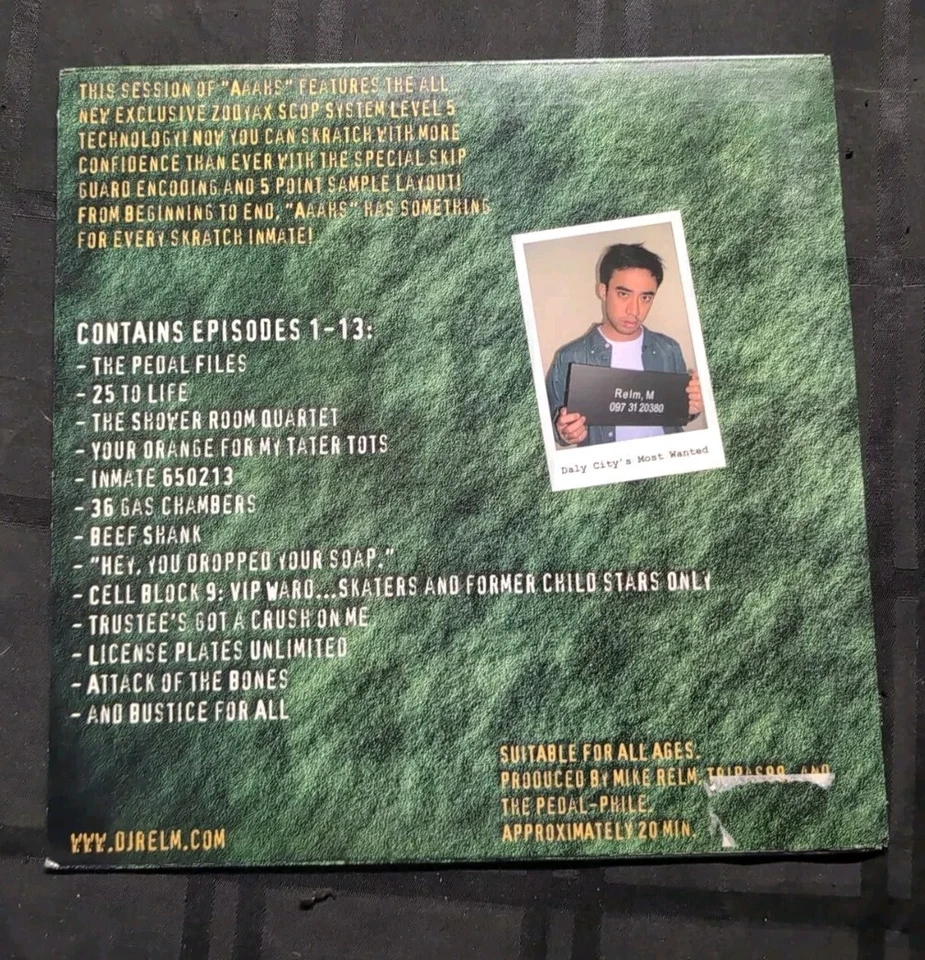 THIS SESSION OF "AAAHS" FEATURES THE ALL
NEW EXCLUSIVE ZODYAX SCOP SYSTEM LEVEL 5
TECHNOLOGY! NOW YOU CAN SKRATCH WITH MORE
CONFIDENCE THAN EVER WITH THE SPECIAL SKIP
GUARD ENCODING AND 5 POINT SAMPLE LAYOUT!
FROM BEGINNING TO END, "AAAHS" HAS SOMETHING
FOR EVERY SKRATCH INMATE!
CONTAINS EPISODES 1-13:
- THE PEDAL FILES
- 25 TO LIFE
- THE SHOWER ROOM QUARTET
- YOUR ORANGE FOR MY TATER TOTS
- INMATE 650213
- 36 GAS CHAMBERS
- BEEF SHANK
- "HEY, YOU DROPPED YOUR SOAP."
- CELL BLOCK 9: VIP WARD...SKATERS AND FORMER CHILD STARS ONLY
- TRUSTEE'S GOT A CRUSH ON ME
- LICENSE PLATES UNLIMITED
- ATTACK OF THE BONES
- AND BUSTICE FOR ALL
Relm, M
097 31 20380
Daly City's Most Wanted
SUITABLE FOR ALL AGES.
PRODUCED BY MIKE RELM, AND
THE PEDAL-PHILE.
APPROXIMATELY 20 MIN.
WWW.DJRELM.COM